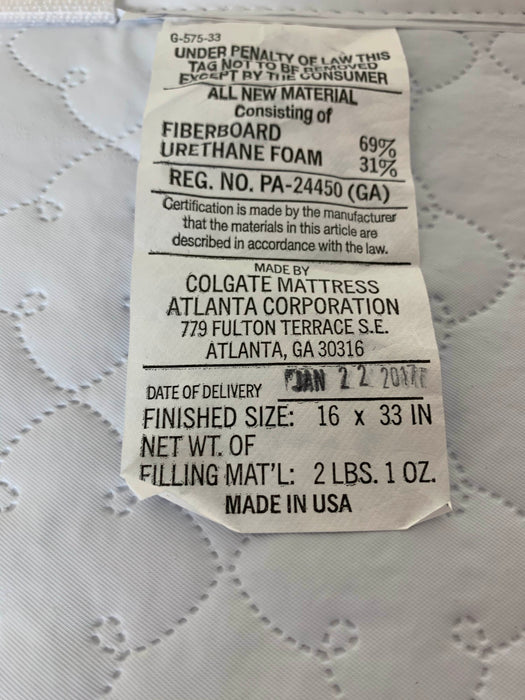 G-575-33
UNDER PENALTY OF LAW THIS
TAG NOT TO BE REMOVED
EXCEPT BY THE CONSUMER
ALL NEW MATERIAL
Consisting of
FIBERBOARD 69%
URETHANE FOAM 31%
REG. NO. PA-24450 (GA)
Certification is made by the manufacturer
that the materials in this article are
described in accordance with the law.
MADE BY
COLGATE MATTRESS
ATLANTA CORPORATION
779 FULTON TERRACE S.E.
ATLANTA, GA 30316
DATE OF DELIVERY JAN 22 2017
FINISHED SIZE: 16 x 33 IN
NET WT. OF
FILLING MAT'L: 2 LBS. 1 OZ.
MADE IN USA